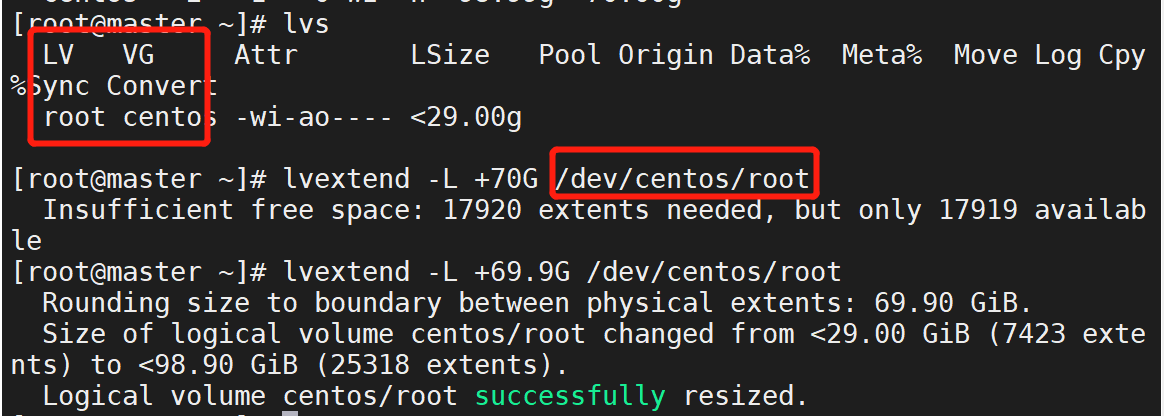 [root@master ~]# lvs
  LV   VG     Attr       LSize   Pool Origin Data%  Meta%  Move Log Cpy
%Sync Convert
  root centos -wi-ao---- <29.00g
[root@master ~]# lvextend -L +70G /dev/centos/root
  Insufficient free space: 17920 extents needed, but only 17919 availab
le
[root@master ~]# lvextend -L +69.9G /dev/centos/root
  Rounding size to boundary between physical extents: 69.90 GiB.
  Size of logical volume centos/root changed from <29.00 GiB (7423 exte
nts) to <98.90 GiB (25318 extents).
  Logical volume centos/root successfully resized.